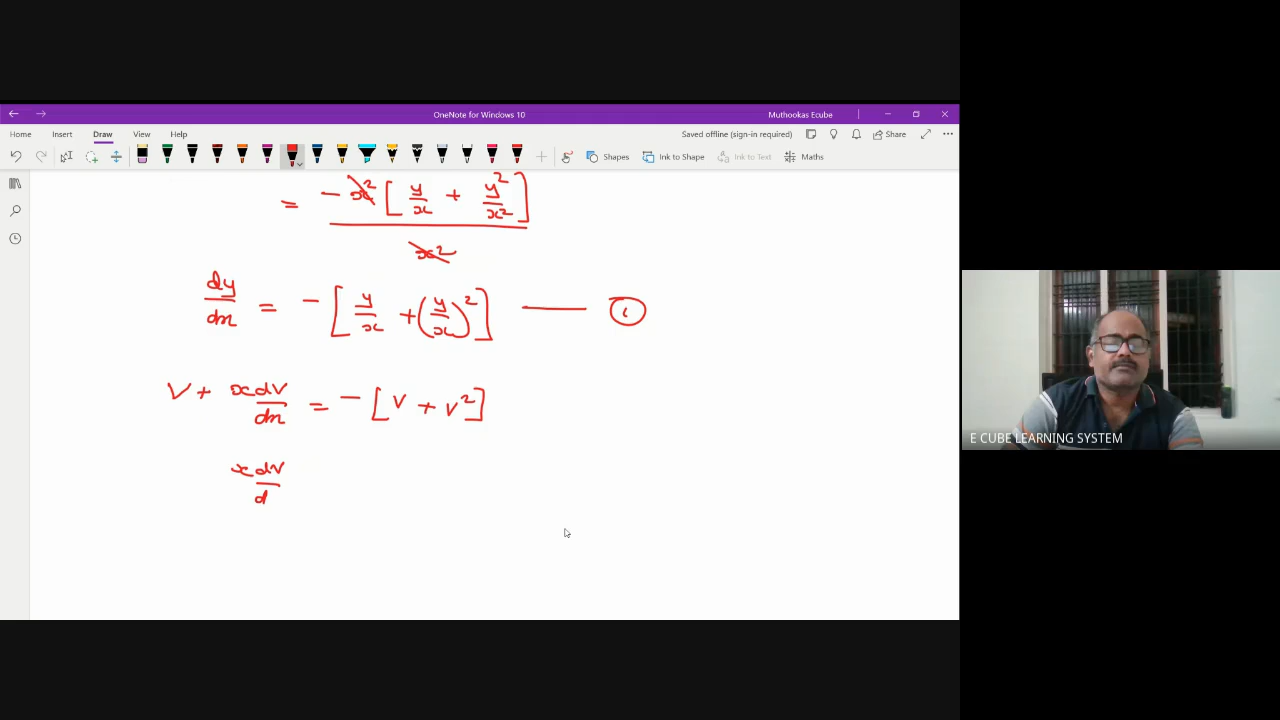 OneNote for Windows 10
Muthookas Ecube
Home Insert Draw View Help
Saved offline (sign-in required)
Share
Shapes Ink to Shape Ink to Text Maths
= - x² [ y/x + y²/x² ]
x²
dy/dx = - [ y/x + (y/x)² ] —— ①
V + x dV/dx = - [ V + V² ]
x dV/d
E CUBE LEARNING SYSTEM